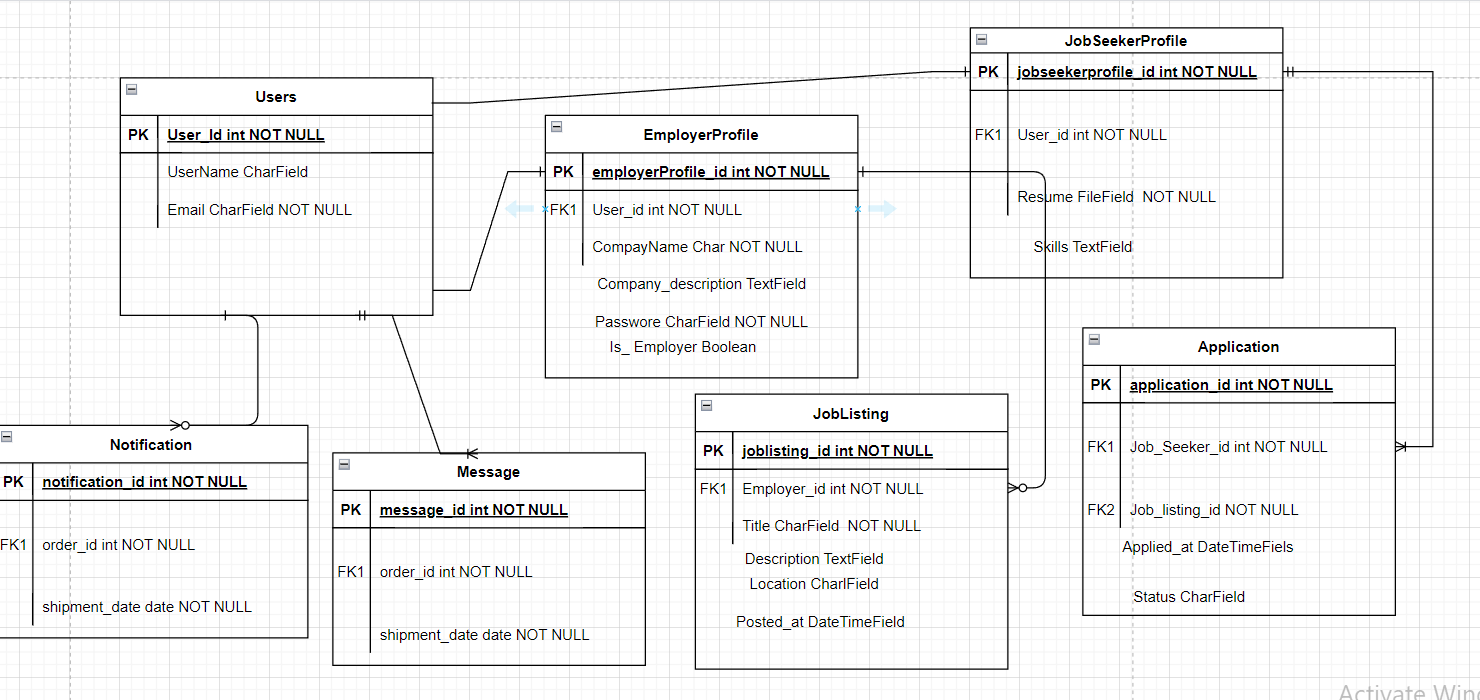 Users
PK User_Id int NOT NULL
UserName CharField
Email CharField NOT NULL
EmployerProfile
PK employerProfile_id int NOT NULL
FK1 User_id int NOT NULL
CompayName Char NOT NULL
Company_description TextField
Passwore CharField NOT NULL
Is_ Employer Boolean
JobSeekerProfile
PK jobseekerprofile_id int NOT NULL
FK1 User_id int NOT NULL
Resume FileField NOT NULL
Skills TextField
Notification
PK notification_id int NOT NULL
FK1 order_id int NOT NULL
shipment_date date NOT NULL
Message
PK message_id int NOT NULL
FK1 order_id int NOT NULL
shipment_date date NOT NULL
JobListing
PK joblisting_id int NOT NULL
FK1 Employer_id int NOT NULL
Title CharField NOT NULL
Description TextField
Location CharlField
Posted_at DateTimeField
Application
PK application_id int NOT NULL
FK1 Job_Seeker_id int NOT NULL
FK2 Job_listing_id NOT NULL
Applied_at DateTimeFiels
Status CharField
Activate Win